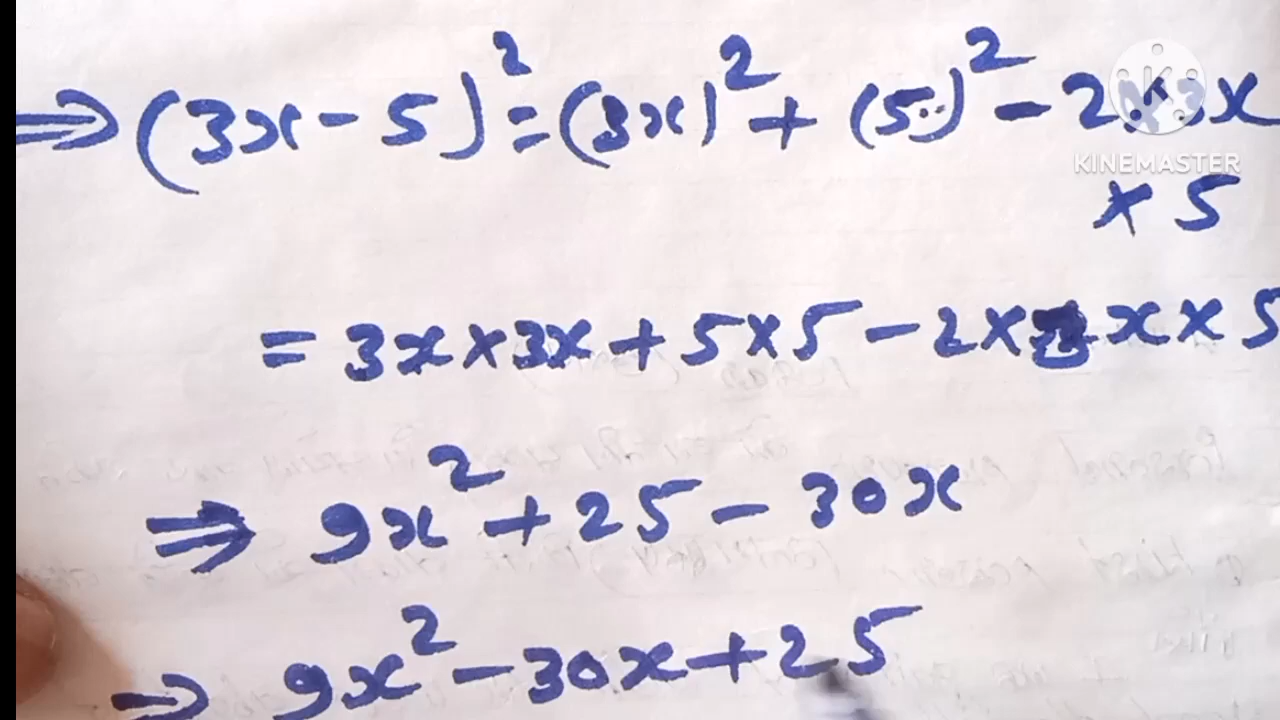 ⇒ (3x - 5)² = (3x)² + (5)² - 2×3x
× 5
= 3x×3x + 5×5 - 2×3x×5
⇒ 9x² + 25 - 30x
→ 9x² - 30x + 25
K
KINEMASTER